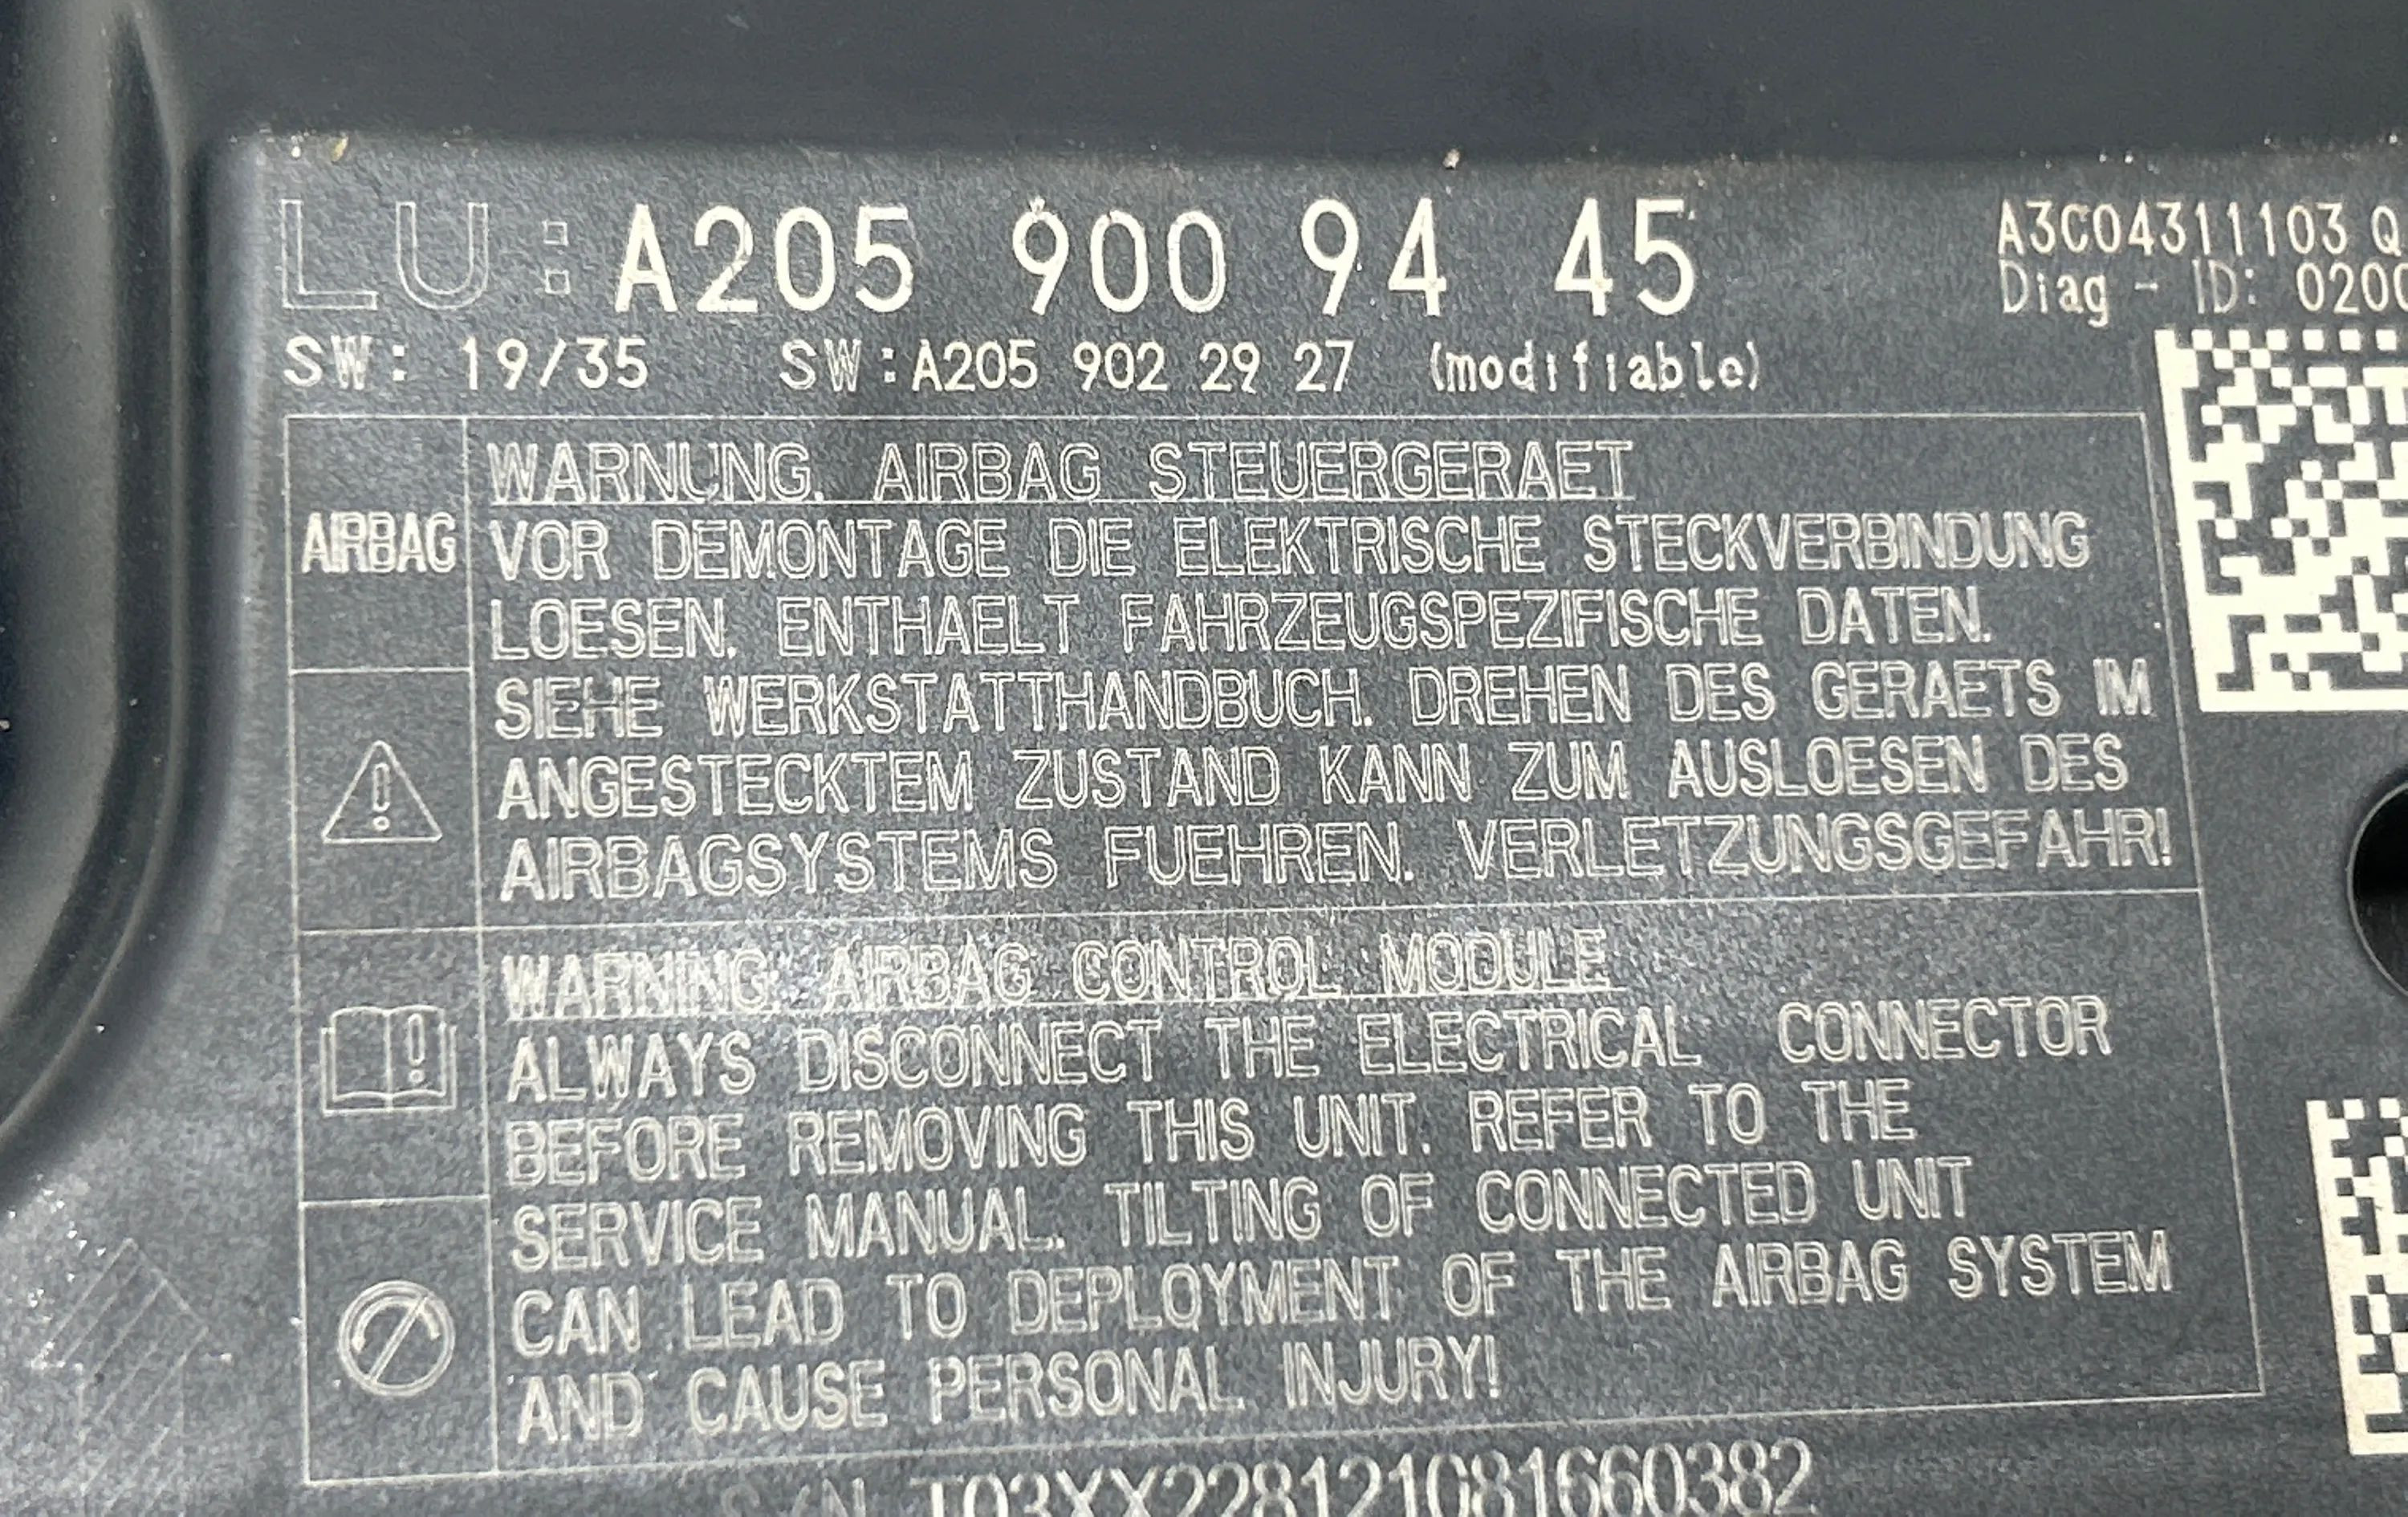 LU: A205 900 94 45
A3C04311103 Q
Diag - ID:
SW: 19/35 SW:A205 902 29 27 (modifiable)
AIRBAG
WARNUNG. AIRBAG STEUERGERAET
VOR DEMONTAGE DIE ELEKTRISCHE STECKVERBINDUNG
LOESEN. ENTHAELT FAHRZEUGSPEZIFISCHE DATEN.
SIEHE WERKSTATTHANDBUCH. DREHEN DES GERAETS IM
ANGESTECKTEM ZUSTAND KANN ZUM AUSLOESEN DES
AIRBAGSYSTEMS FUEHREN. VERLETZUNGSGEFAHR!
WARNING: AIRBAG CONTROL MODULE
ALWAYS DISCONNECT THE ELECTRICAL CONNECTOR
BEFORE REMOVING THIS UNIT. REFER TO THE
SERVICE MANUAL. TILTING OF CONNECTED UNIT
CAN LEAD TO DEPLOYMENT OF THE AIRBAG SYSTEM
AND CAUSE PERSONAL INJURY!